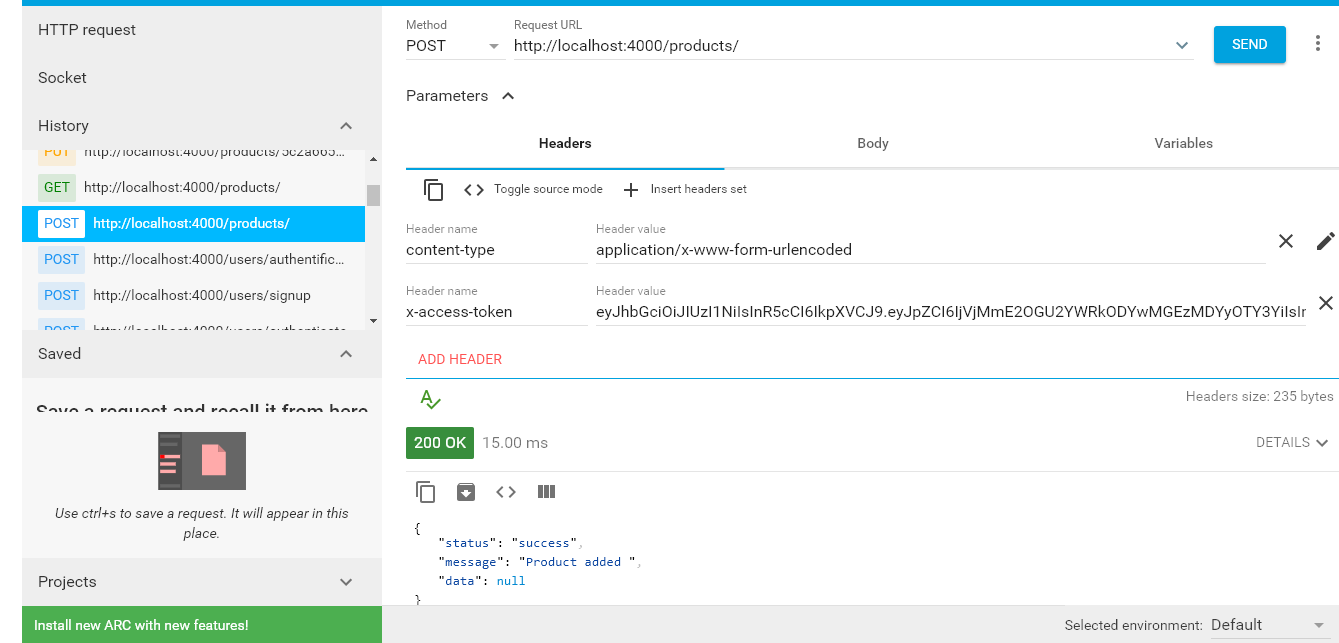 HTTP request
Socket
History
PUT http://localhost:4000/products/5c2a665...
GET http://localhost:4000/products/
POST http://localhost:4000/products/
POST http://localhost:4000/users/authentific...
POST http://localhost:4000/users/signup
POST http://localhost:4000/users/authenticate
Saved
Save a request and recall it from here
Use ctrl+s to save a request. It will appear in this
place.
Projects
Install new ARC with new features!
Method
POST
Request URL
http://localhost:4000/products/
SEND
Parameters
Headers Body Variables
Toggle source mode Insert headers set
Header name Header value
content-type application/x-www-form-urlencoded
Header name Header value
x-access-token eyJhbGciOiJIUzI1NiIsInR5cCI6IkpXVCJ9.eyJpZCI6IjVjMmE2OGU2YWRkODYwMGEzMDYyOTY3YiIsIr
ADD HEADER
Headers size: 235 bytes
200 OK 15.00 ms DETAILS
{
"status": "success",
"message": "Product added ",
"data": null
}
Selected environment: Default